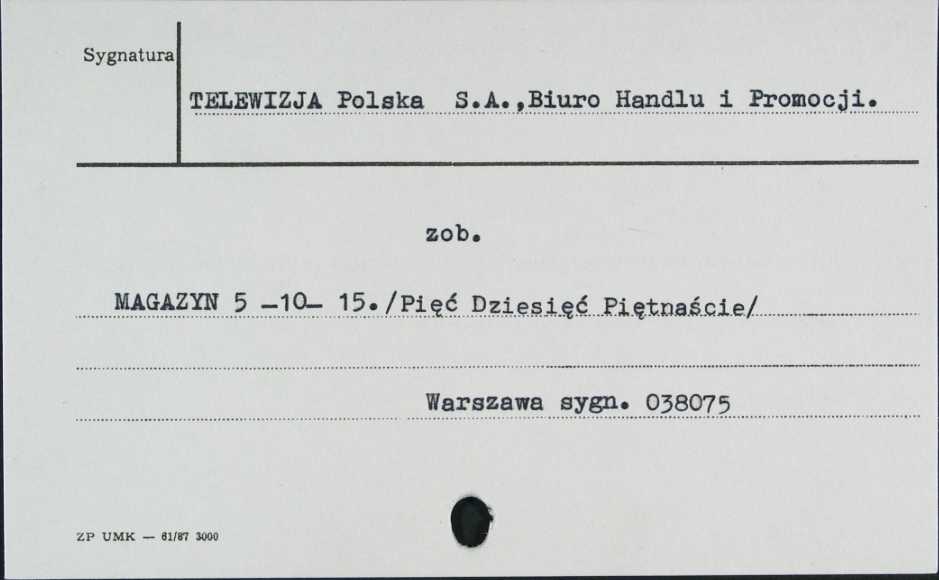 Sygnatura
TELEWIZJA Polska S.A.,Biuro Handlu i Promocji.
zob.
MAGAZYN 5 -10- 15./Pięć Dziesięć Piętnaście/
Warszawa sygn. 038075
ZP UMK — 61/87 3000